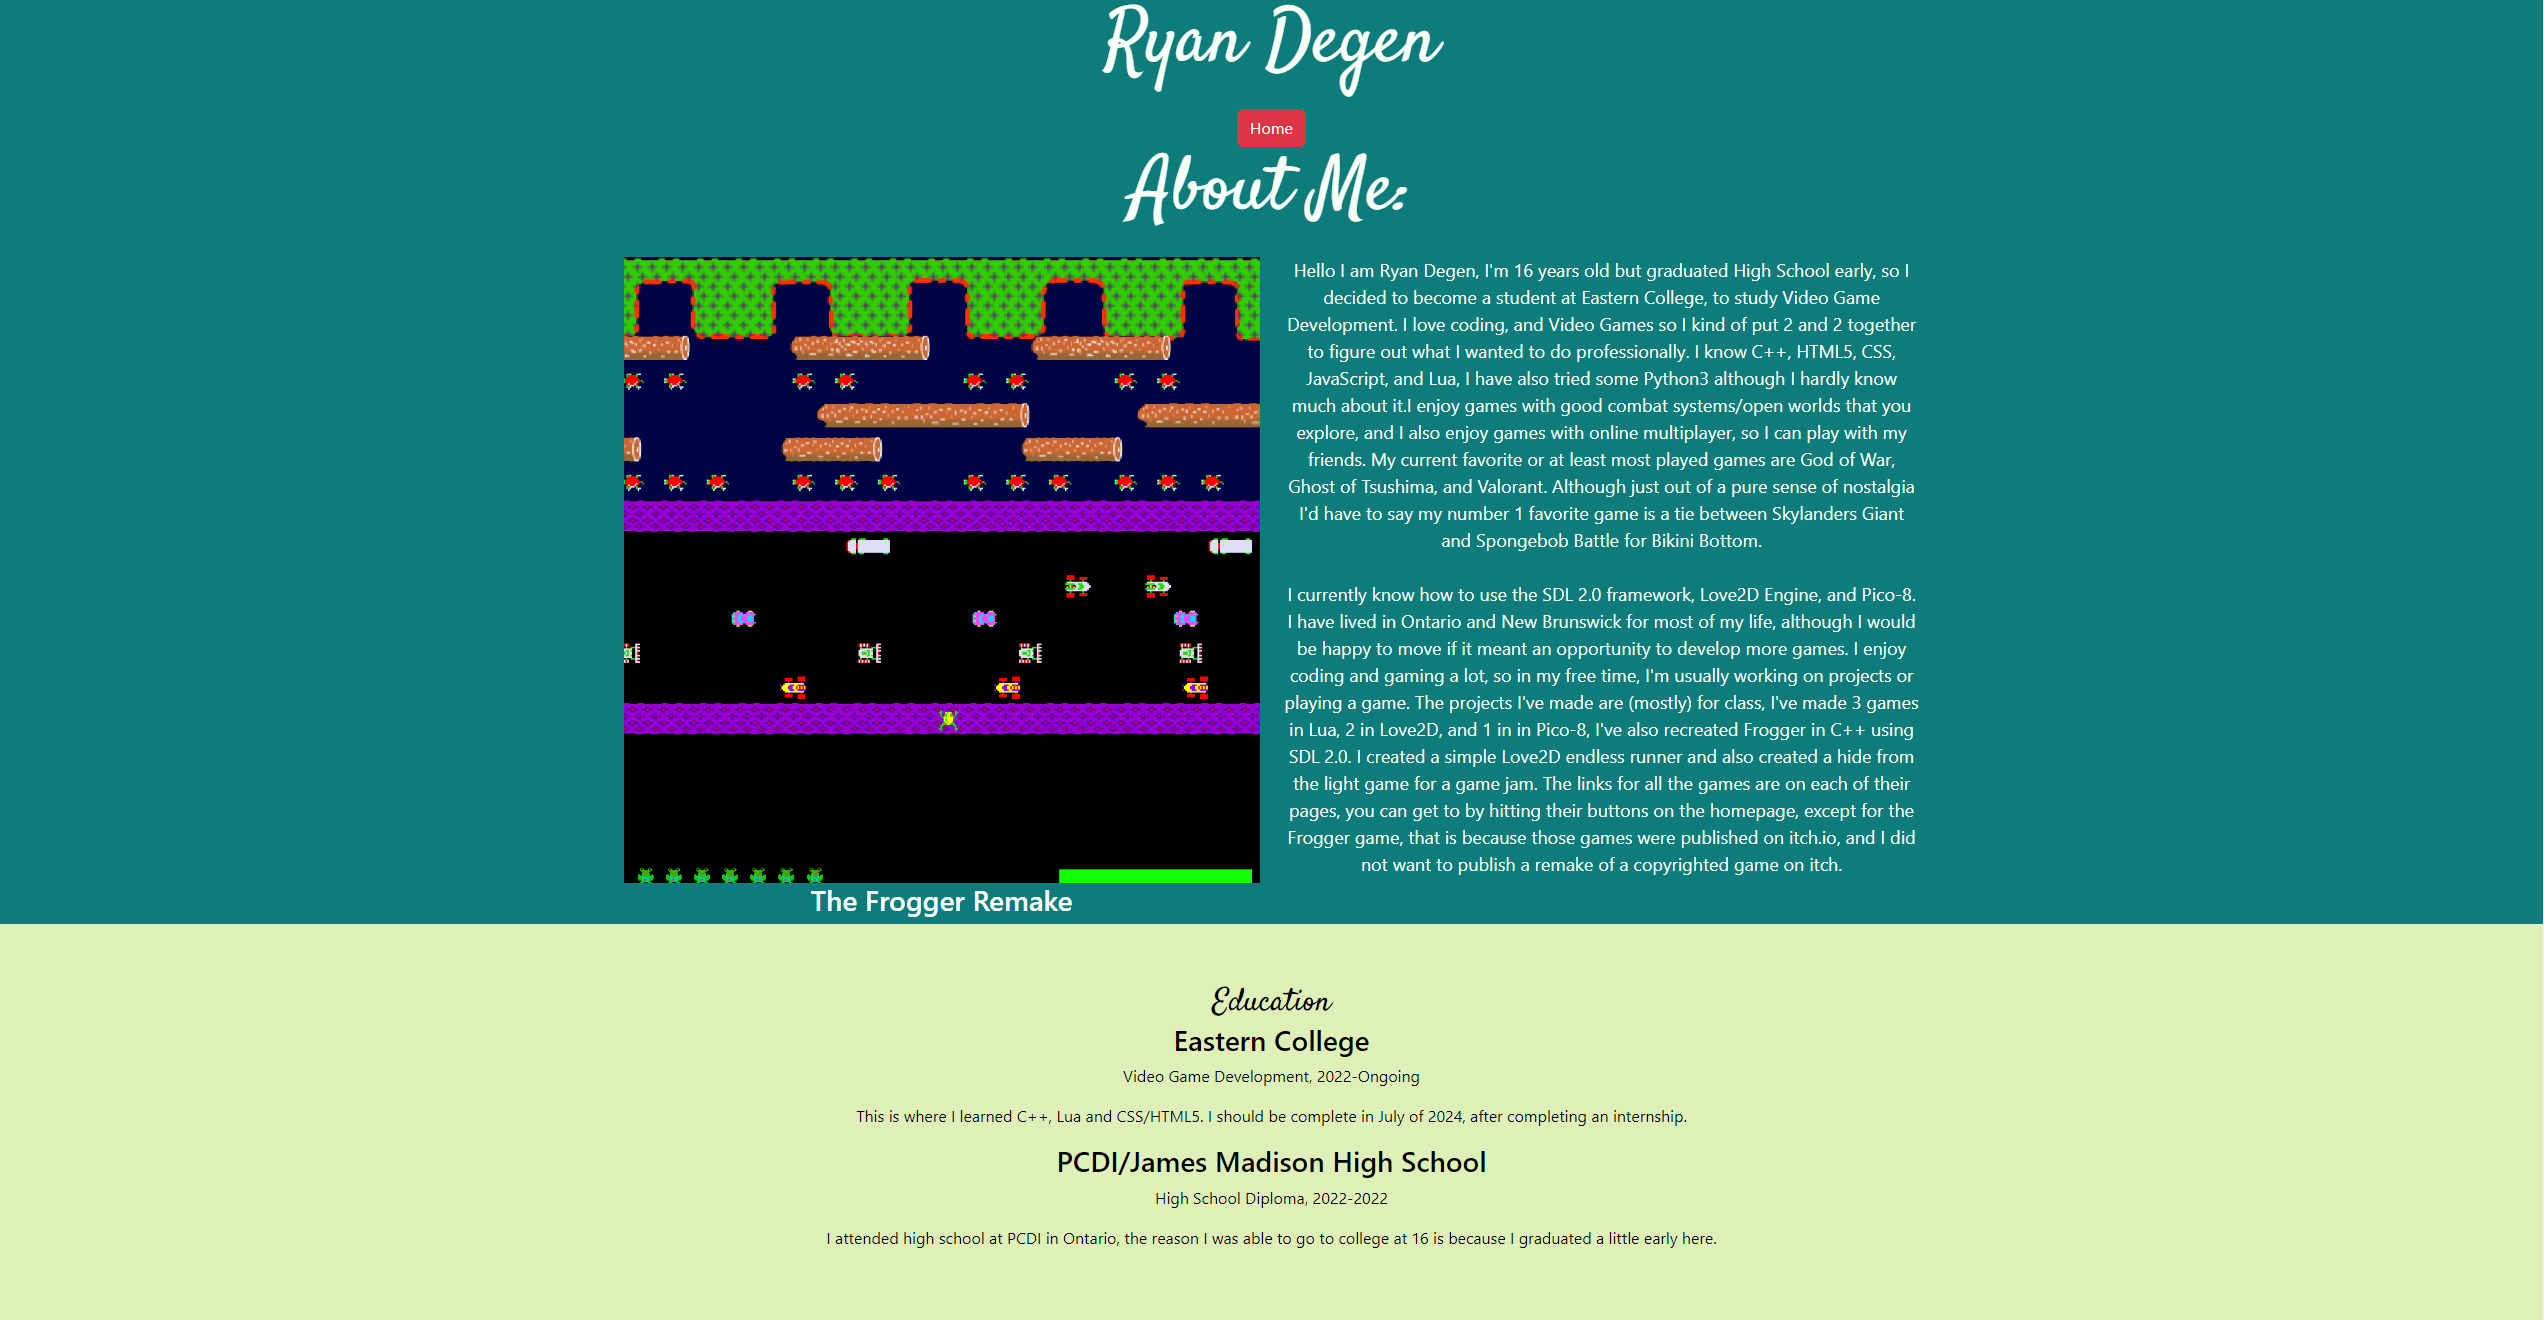 Ryan Degen
Home
About Me:
Hello I am Ryan Degen, I'm 16 years old but graduated High School early, so I
decided to become a student at Eastern College, to study Video Game
Development. I love coding, and Video Games so I kind of put 2 and 2 together
to figure out what I wanted to do professionally. I know C++, HTML5, CSS,
JavaScript, and Lua, I have also tried some Python3 although I hardly know
much about it.I enjoy games with good combat systems/open worlds that you
explore, and I also enjoy games with online multiplayer, so I can play with my
friends. My current favorite or at least most played games are God of War,
Ghost of Tsushima, and Valorant. Although just out of a pure sense of nostalgia
I'd have to say my number 1 favorite game is a tie between Skylanders Giant
and Spongebob Battle for Bikini Bottom.
I currently know how to use the SDL 2.0 framework, Love2D Engine, and Pico-8.
I have lived in Ontario and New Brunswick for most of my life, although I would
be happy to move if it meant an opportunity to develop more games. I enjoy
coding and gaming a lot, so in my free time, I'm usually working on projects or
playing a game. The projects I've made are (mostly) for class, I've made 3 games
in Lua, 2 in Love2D, and 1 in in Pico-8, I've also recreated Frogger in C++ using
SDL 2.0. I created a simple Love2D endless runner and also created a hide from
the light game for a game jam. The links for all the games are on each of their
pages, you can get to by hitting their buttons on the homepage, except for the
Frogger game, that is because those games were published on itch.io, and I did
not want to publish a remake of a copyrighted game on itch.
The Frogger Remake
Education
Eastern College
Video Game Development, 2022-Ongoing
This is where I learned C++, Lua and CSS/HTML5. I should be complete in July of 2024, after completing an internship.
PCDI/James Madison High School
High School Diploma, 2022-2022
I attended high school at PCDI in Ontario, the reason I was able to go to college at 16 is because I graduated a little early here.